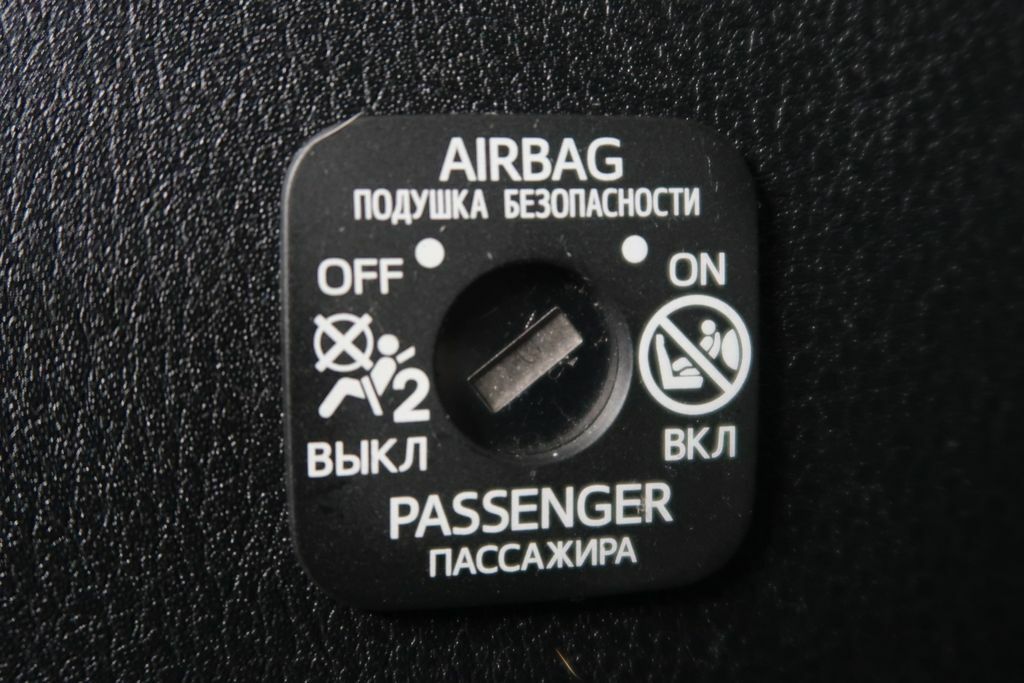 AIRBAG
ПОДУШКА БЕЗОПАСНОСТИ
OFF
ON
2
ВЫКЛ
ВКЛ
PASSENGER
ПАССАЖИРА